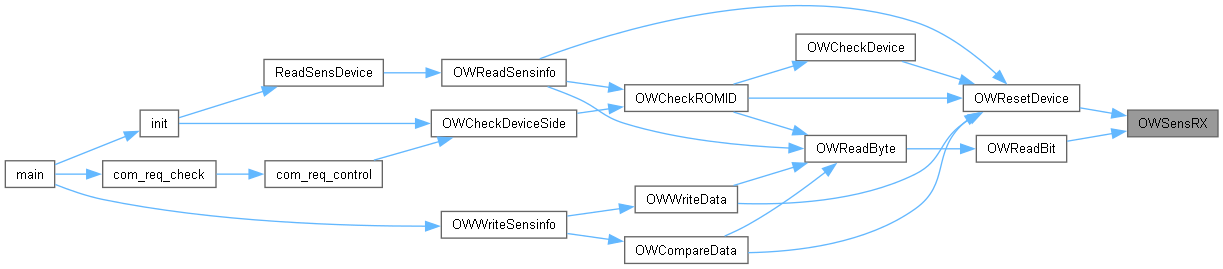 OWCheckDevice
ReadSensDevice
OWReadSensinfo
OWCheckROMID
OWResetDevice
init
OWCheckDeviceSide
OWSensRX
OWReadByte
OWReadBit
main
com_req_check
com_req_control
OWWriteData
OWWriteSensinfo
OWCompareData